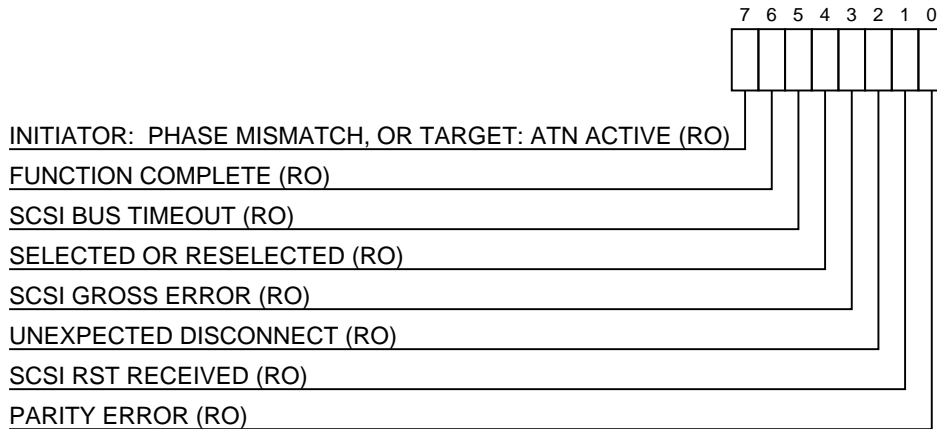 7 6 5 4 3 2 1 0
INITIATOR: PHASE MISMATCH, OR TARGET: ATN ACTIVE (RO)
FUNCTION COMPLETE (RO)
SCSI BUS TIMEOUT (RO)
SELECTED OR RESELECTED (RO)
SCSI GROSS ERROR (RO)
UNEXPECTED DISCONNECT (RO)
SCSI RST RECEIVED (RO)
PARITY ERROR (RO)